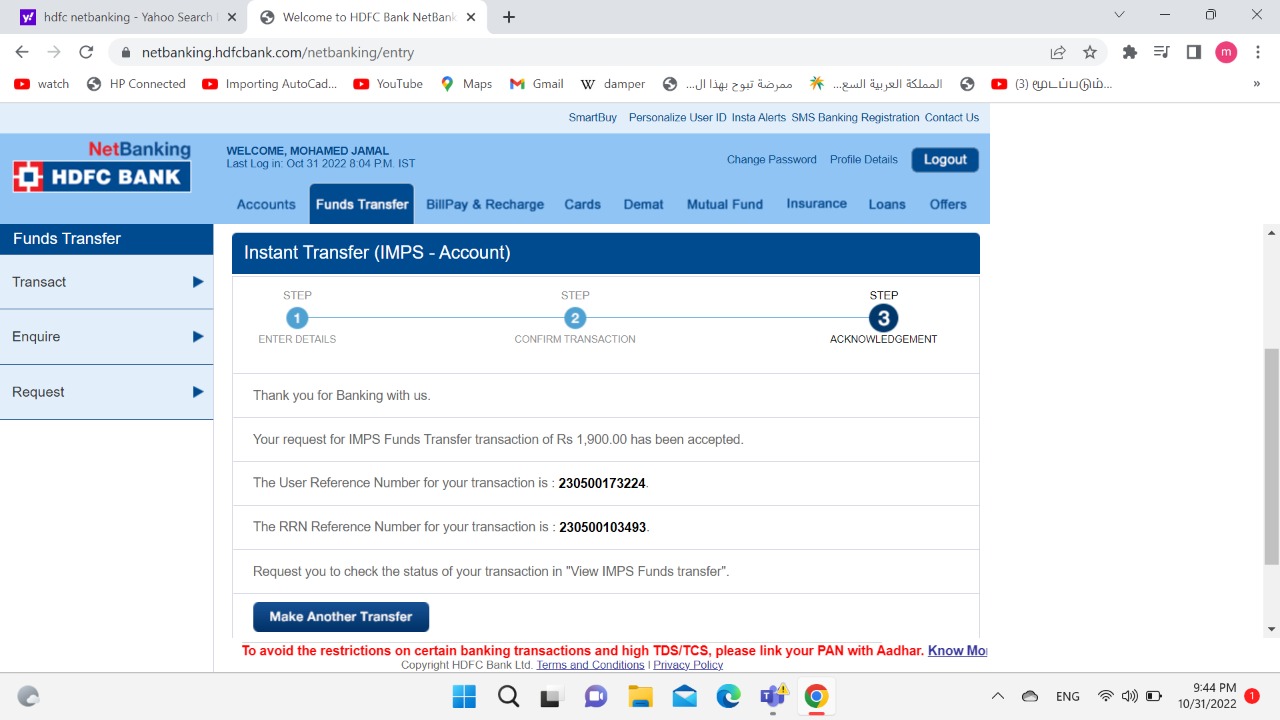 hdfc netbanking - Yahoo Search
Welcome to HDFC Bank NetBank
netbanking.hdfcbank.com/netbanking/entry
m
watch
HP Connected
Importing AutoCad...
YouTube
Maps
Gmail
W damper
ممرضة تبوح بهذا ال...
المملكة العربية السع...
(3) மூட்டப்படும்...
»
SmartBuy Personalize User ID Insta Alerts SMS Banking Registration Contact Us
NetBanking
HDFC BANK
WELCOME, MOHAMED JAMAL
Last Log in: Oct 31 2022 8:04 P.M. IST
Change Password Profile Details Logout
Accounts Funds Transfer BillPay & Recharge Cards Demat Mutual Fund Insurance Loans Offers
Funds Transfer
Transact
Enquire
Request
Instant Transfer (IMPS - Account)
STEP STEP STEP
1 2 3
ENTER DETAILS CONFIRM TRANSACTION ACKNOWLEDGEMENT
Thank you for Banking with us.
Your request for IMPS Funds Transfer transaction of Rs 1,900.00 has been accepted.
The User Reference Number for your transaction is : 230500173224.
The RRN Reference Number for your transaction is : 230500103493.
Request you to check the status of your transaction in "View IMPS Funds transfer".
Make Another Transfer
To avoid the restrictions on certain banking transactions and high TDS/TCS, please link your PAN with Aadhar. Know Mo
Copyright HDFC Bank Ltd. Terms and Conditions | Privacy Policy
ENG
9:44 PM
10/31/2022
1